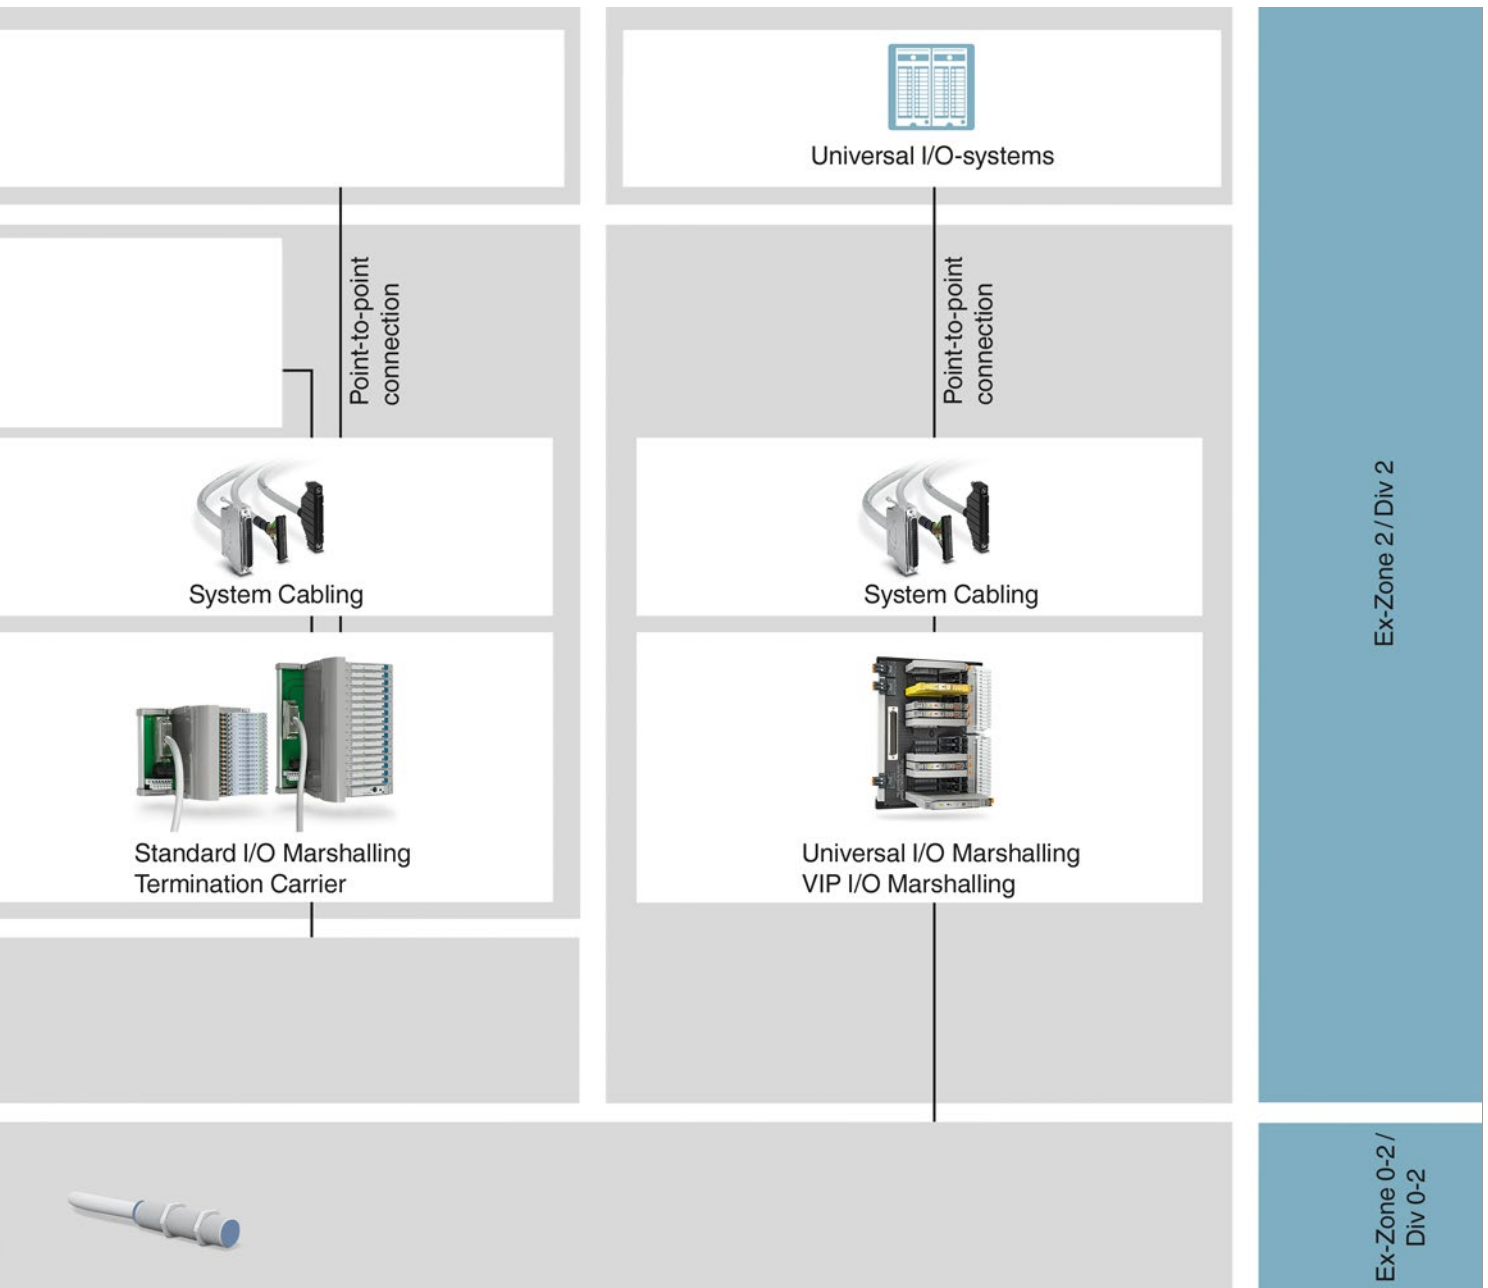 Universal I/O-systems
Point-to-point
connection
Point-to-point
connection
System Cabling
System Cabling
Standard I/O Marshalling
Termination Carrier
Universal I/O Marshalling
VIP I/O Marshalling
Ex-Zone 2 / Div 2
Ex-Zone 0-2 /
Div 0-2